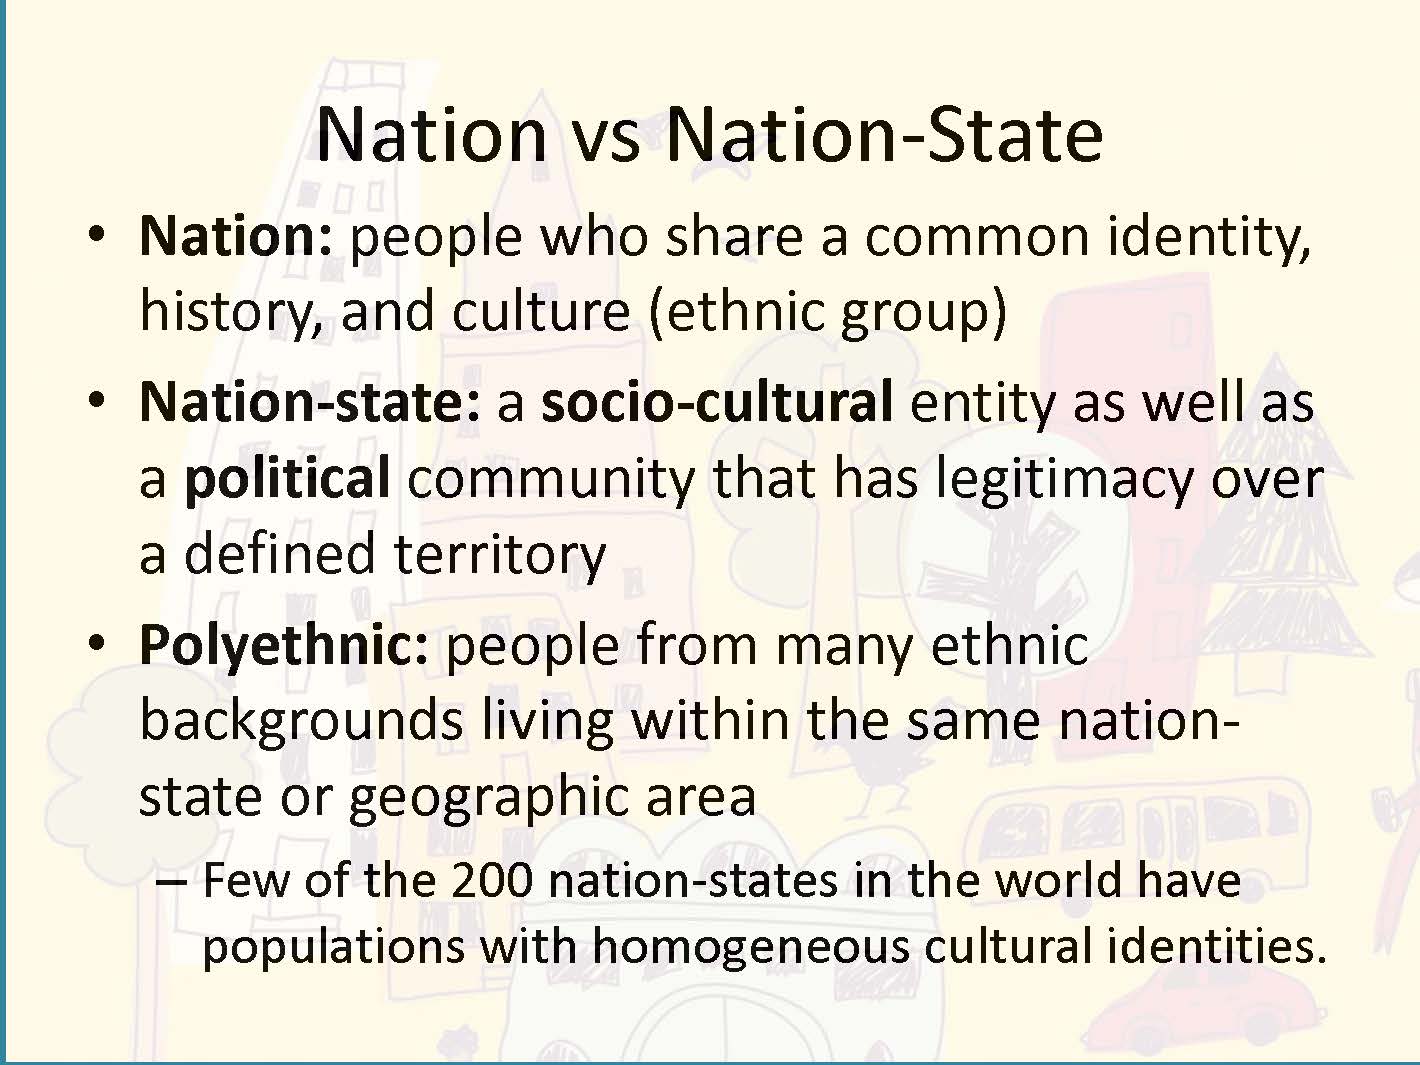 Nation vs Nation-State
• Nation: people who share a common identity,
history, and culture (ethnic group)
• Nation-state: a socio-cultural entity as well as
a political community that has legitimacy over
a defined territory
• Polyethnic: people from many ethnic
backgrounds living within the same nation-
state or geographic area
– Few of the 200 nation-states in the world have
populations with homogeneous cultural identities.